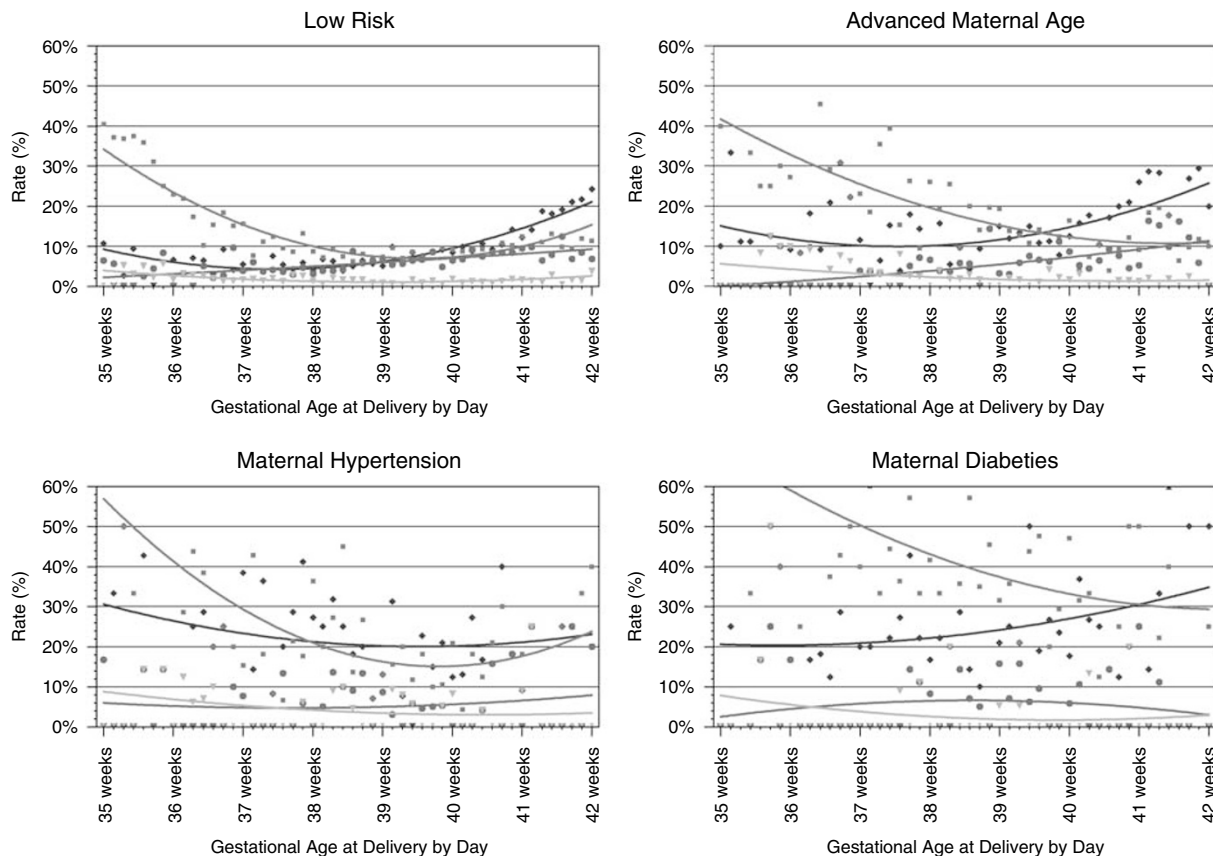 Low Risk
60%
50%
40%
30%
20%
10%
0%
Rate (%)
35 weeks
36 weeks
37 weeks
38 weeks
39 weeks
40 weeks
41 weeks
42 weeks
Gestational Age at Delivery by Day
Advanced Maternal Age
60%
50%
40%
30%
20%
10%
0%
Rate (%)
35 weeks
36 weeks
37 weeks
38 weeks
39 weeks
40 weeks
41 weeks
42 weeks
Gestational Age at Delivery by Day
Maternal Hypertension
60%
50%
40%
30%
20%
10%
0%
Rate (%)
35 weeks
36 weeks
37 weeks
38 weeks
39 weeks
40 weeks
41 weeks
42 weeks
Gestational Age at Delivery by Day
Maternal Diabeties
60%
50%
40%
30%
20%
10%
0%
Rate (%)
35 weeks
36 weeks
37 weeks
38 weeks
39 weeks
40 weeks
41 weeks
42 weeks
Gestational Age at Delivery by Day